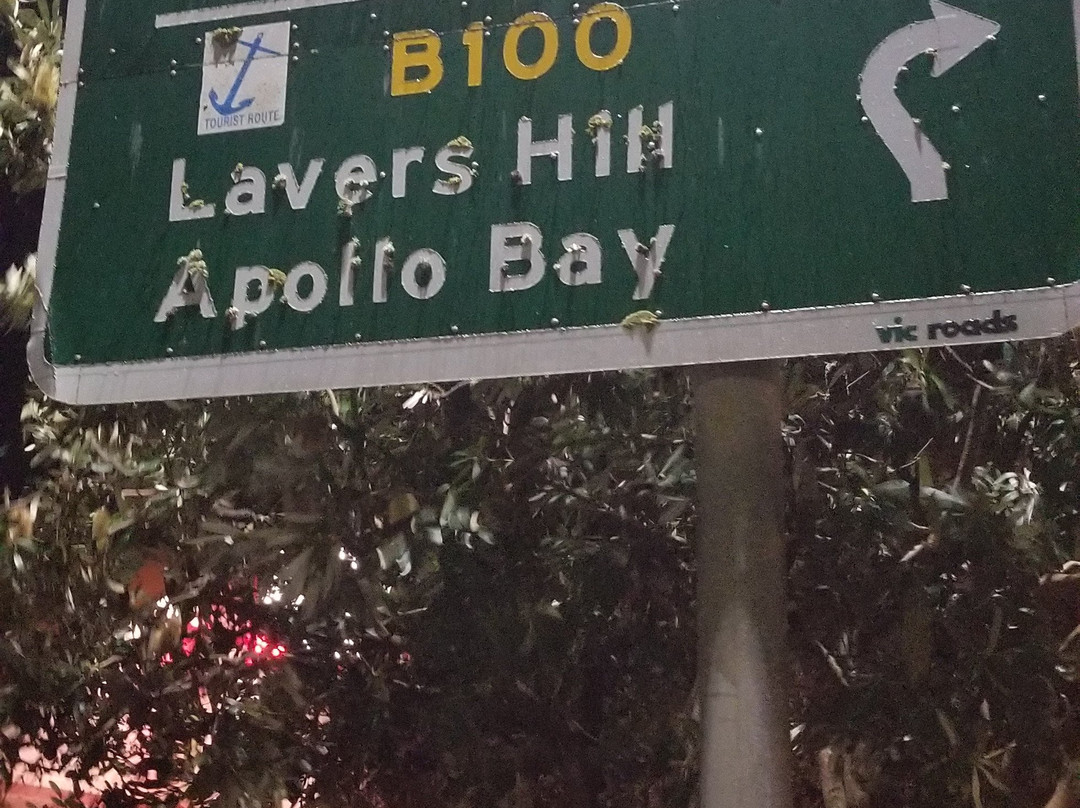 B100
TOURIST ROUTE
Lavers Hill
Apollo Bay
vic roads